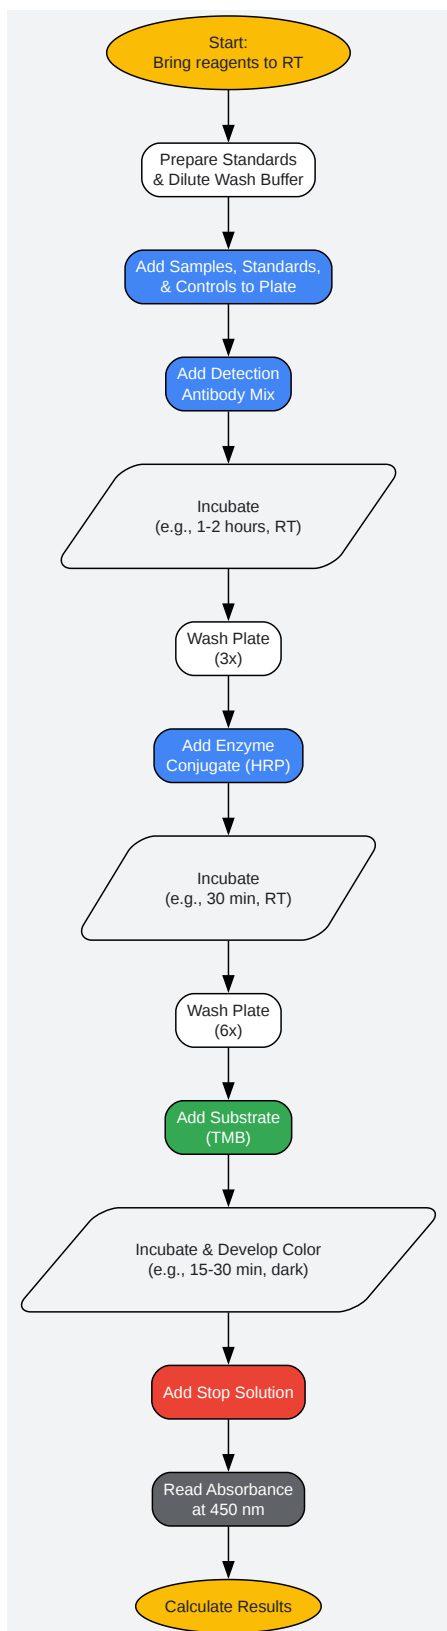 Start:
Bring reagents to RT
Prepare Standards
& Dilute Wash Buffer
Add Samples, Standards,
& Controls to Plate
Add Detection
Antibody Mix
Incubate
(e.g., 1-2 hours, RT)
Wash Plate
(3x)
Add Enzyme
Conjugate (HRP)
Incubate
(e.g., 30 min, RT)
Wash Plate
(6x)
Add Substrate
(TMB)
Incubate & Develop Color
(e.g., 15-30 min, dark)
Add Stop Solution
Read Absorbance
at 450 nm
Calculate Results